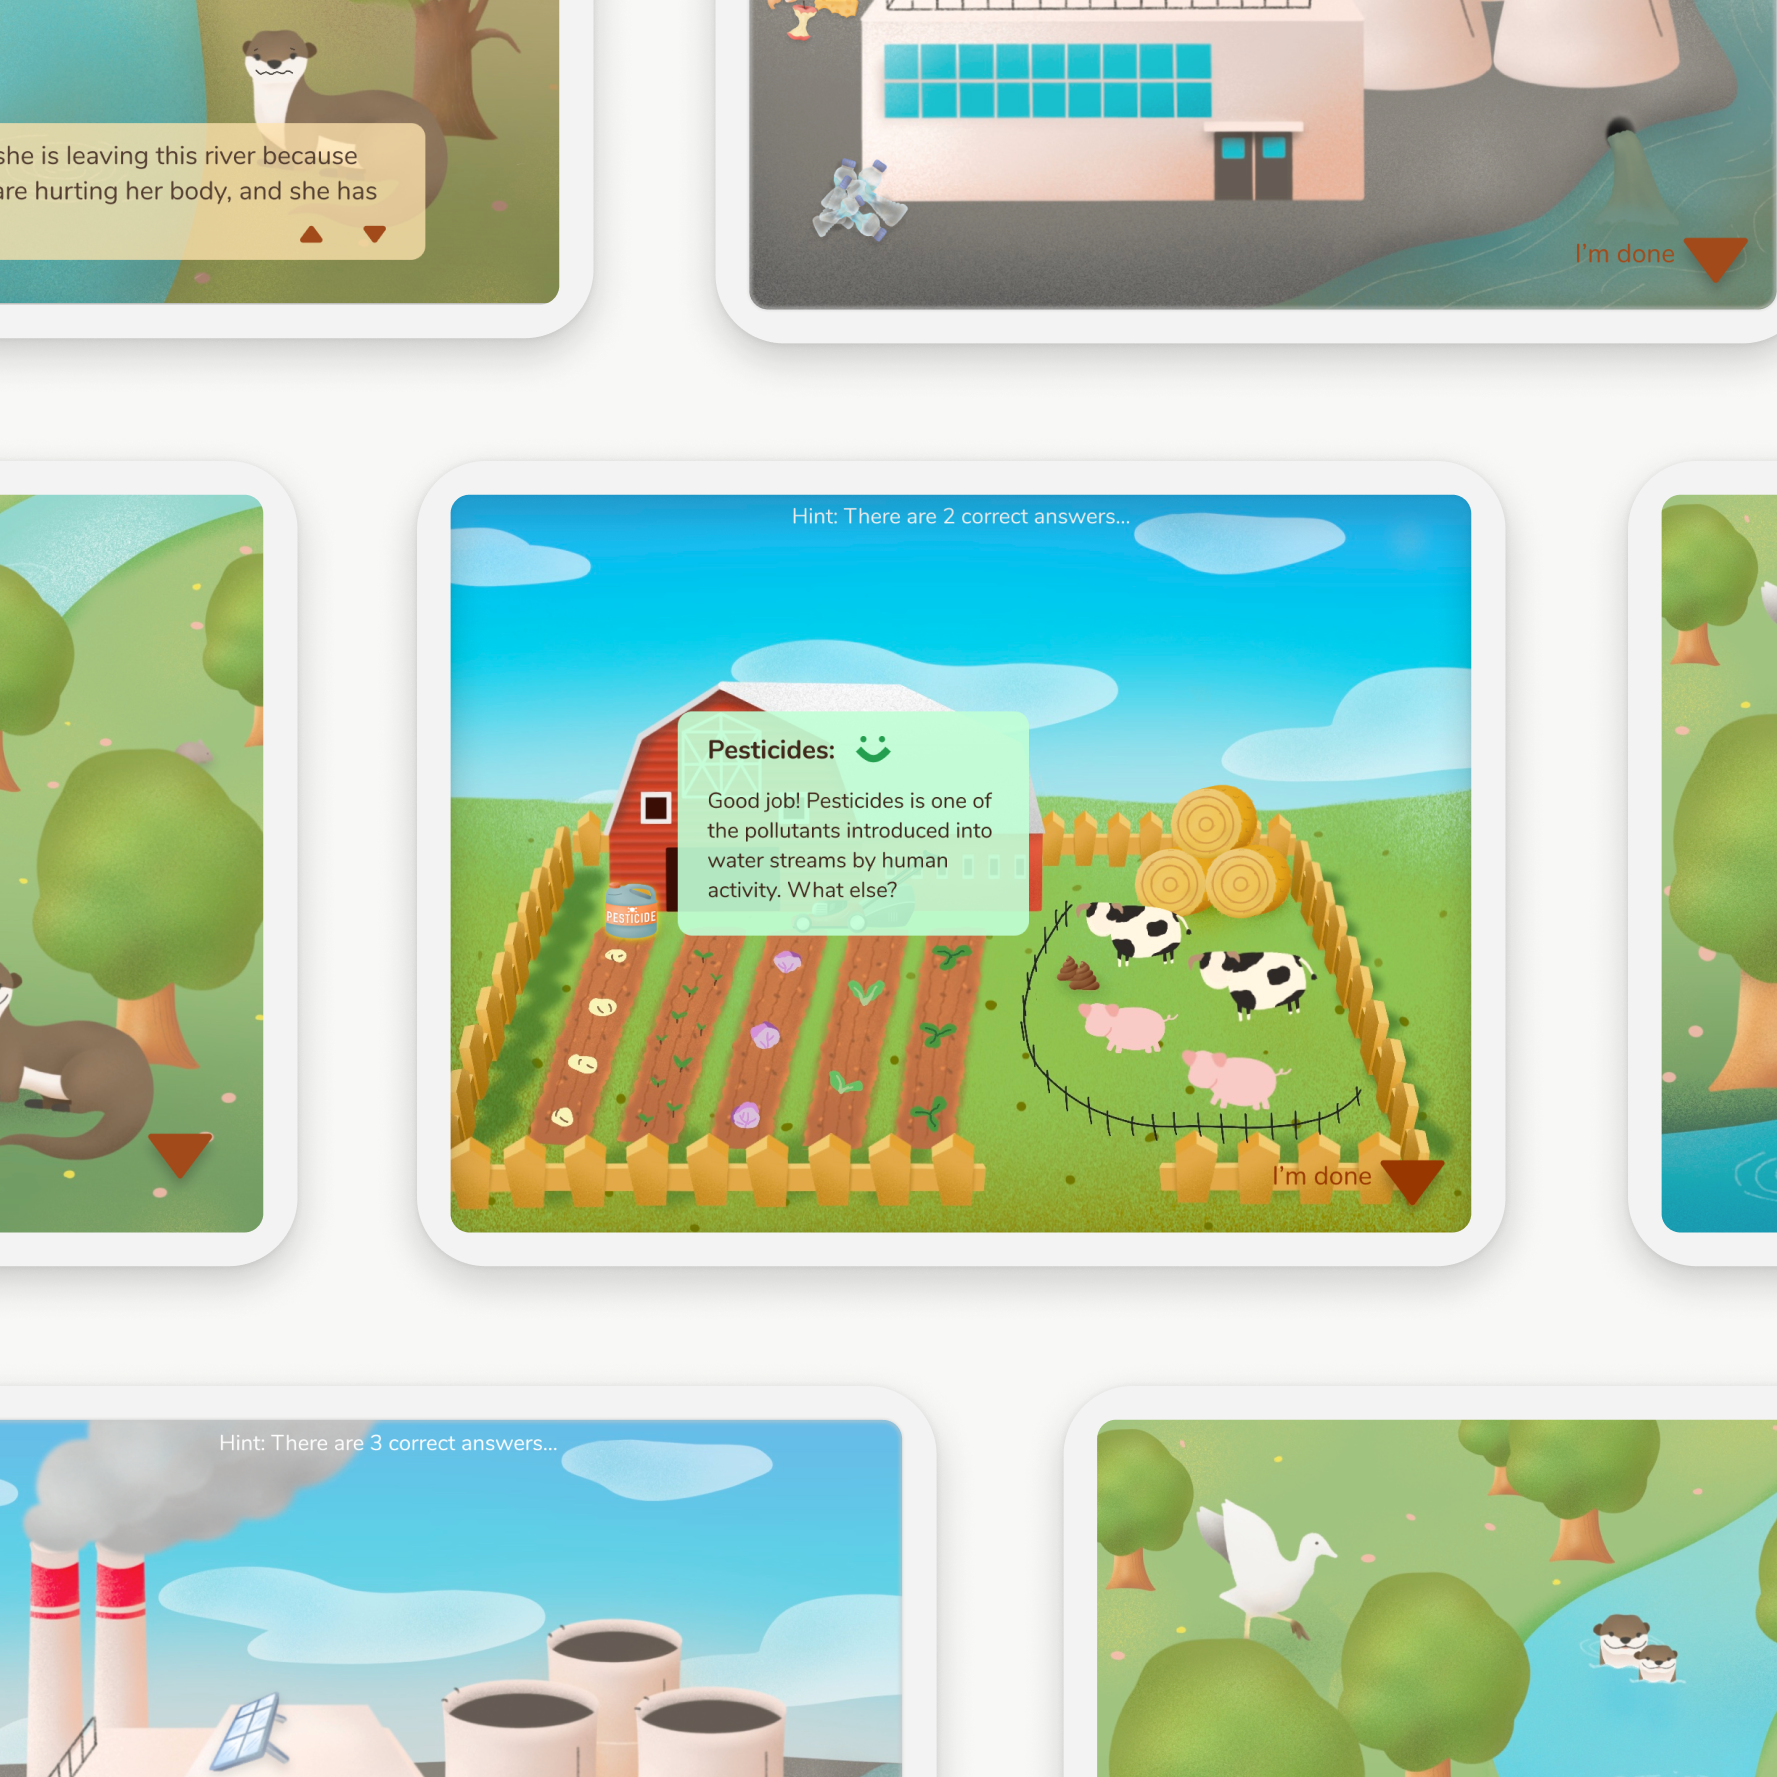 she is leaving this river because
are hurting her body, and she has
I'm done
Hint: There are 2 correct answers...
Pesticides:
Good job! Pesticides is one of
the pollutants introduced into
water streams by human
activity. What else?
PESTICIDE
I'm done
Hint: There are 3 correct answers...